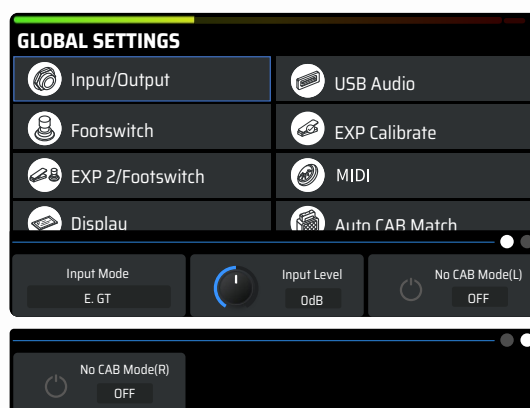 GLOBAL SETTINGS
Input/Output
USB Audio
Footswitch
EXP Calibrate
EXP 2/Footswitch
MIDI
Display
Auto CAB Match
Input Mode
Input Level
No CAB Mode(L)
E. GT
0dB
OFF
No CAB Mode(R)
OFF